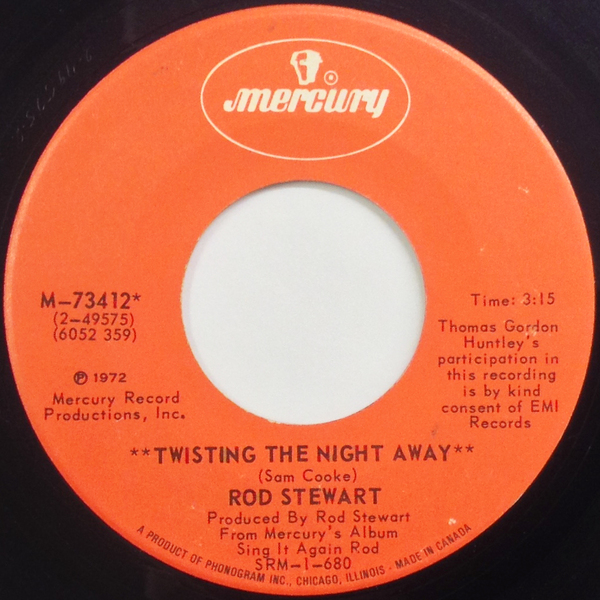 mercury
®
M-73412*
(2-49575)
(6052 359)
Ⓟ 1972
Mercury Record
Productions, Inc.
Time: 3:15
Thomas Gordon
Huntley's
participation in
this recording
is by kind
consent of EMI
Records
**TWISTING THE NIGHT AWAY**
(Sam Cooke)
ROD STEWART
Produced By Rod Stewart
From Mercury's Album
Sing It Again Rod
SRM-1-680
A PRODUCT OF PHONOGRAM INC., CHICAGO, ILLINOIS - MADE IN CANADA